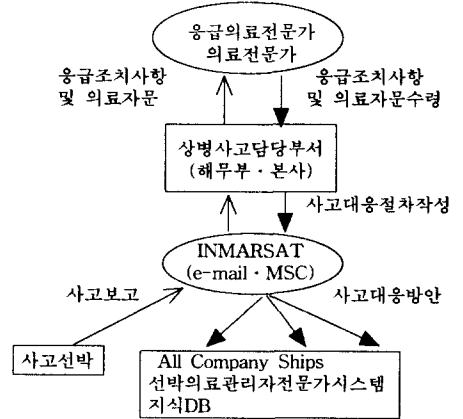 응급의료전문가
의료전문가
응급조치사항
및 의료자문
응급조치사항
및 의료자문수령
상병사고담당부서
(해무부·본사)
사고대응절차작성
INMARSAT
(e-mail·MSC)
사고보고
사고대응방안
사고선박
All Company Ships
선박의료관리자전문가시스템
지식DB